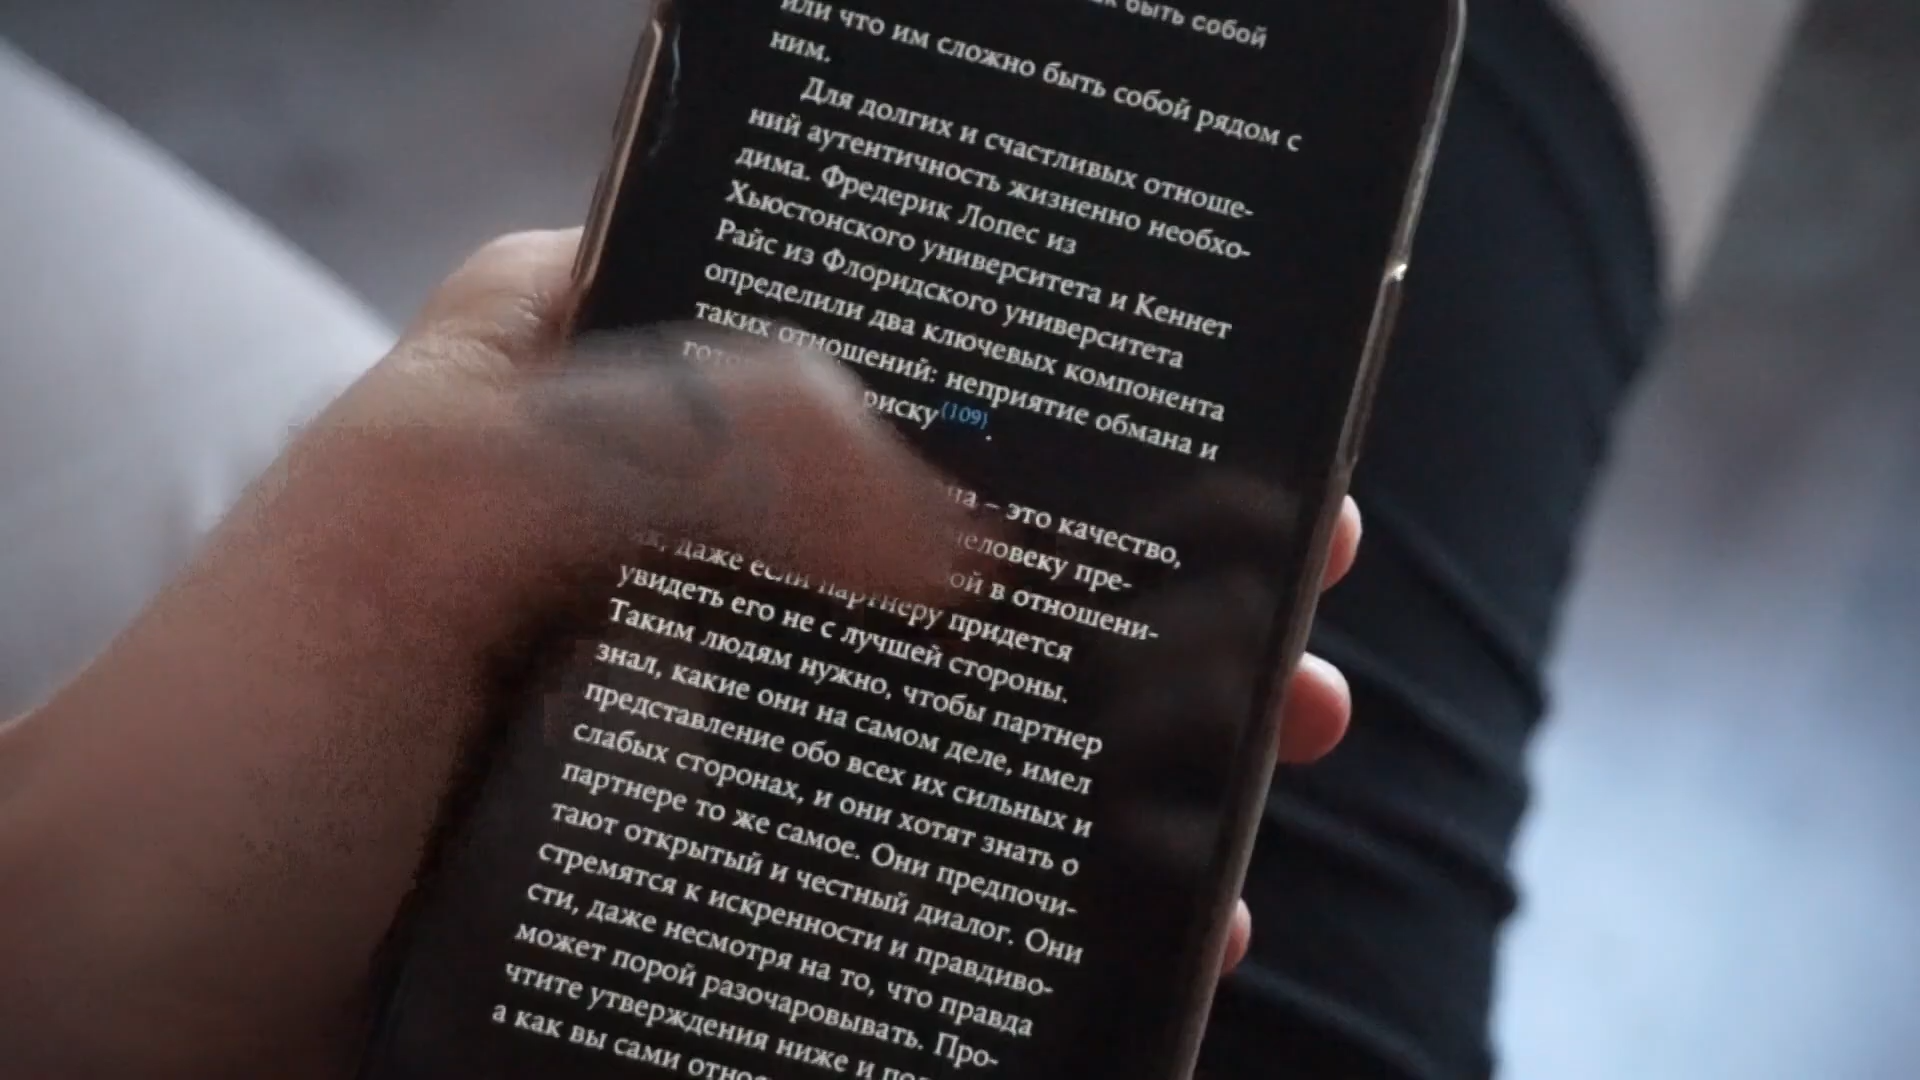 быть собой
или что им сложно быть собой рядом с
ним.
Для долгих и счастливых отноше-
ний аутентичность жизненно необхо-
дима. Фредерик Лопес из
Хьюстонского университета и Кеннет
Райс из Флоридского университета
определили два ключевых компонента
таких отношений: неприятие обмана и
риску(109).
– это качество,
человеку пре-
в отношени-
даже если партнеру придется
увидеть его не с лучшей стороны.
Таким людям нужно, чтобы партнер
знал, какие они на самом деле, имел
представление обо всех их сильных и
слабых сторонах, и они хотят знать о
партнере то же самое. Они предпочи-
тают открытый и честный диалог. Они
стремятся к искренности и правдиво-
сти, даже несмотря на то, что правда
может порой разочаровывать. Про-
чтите утверждения ниже и
а как вы сами